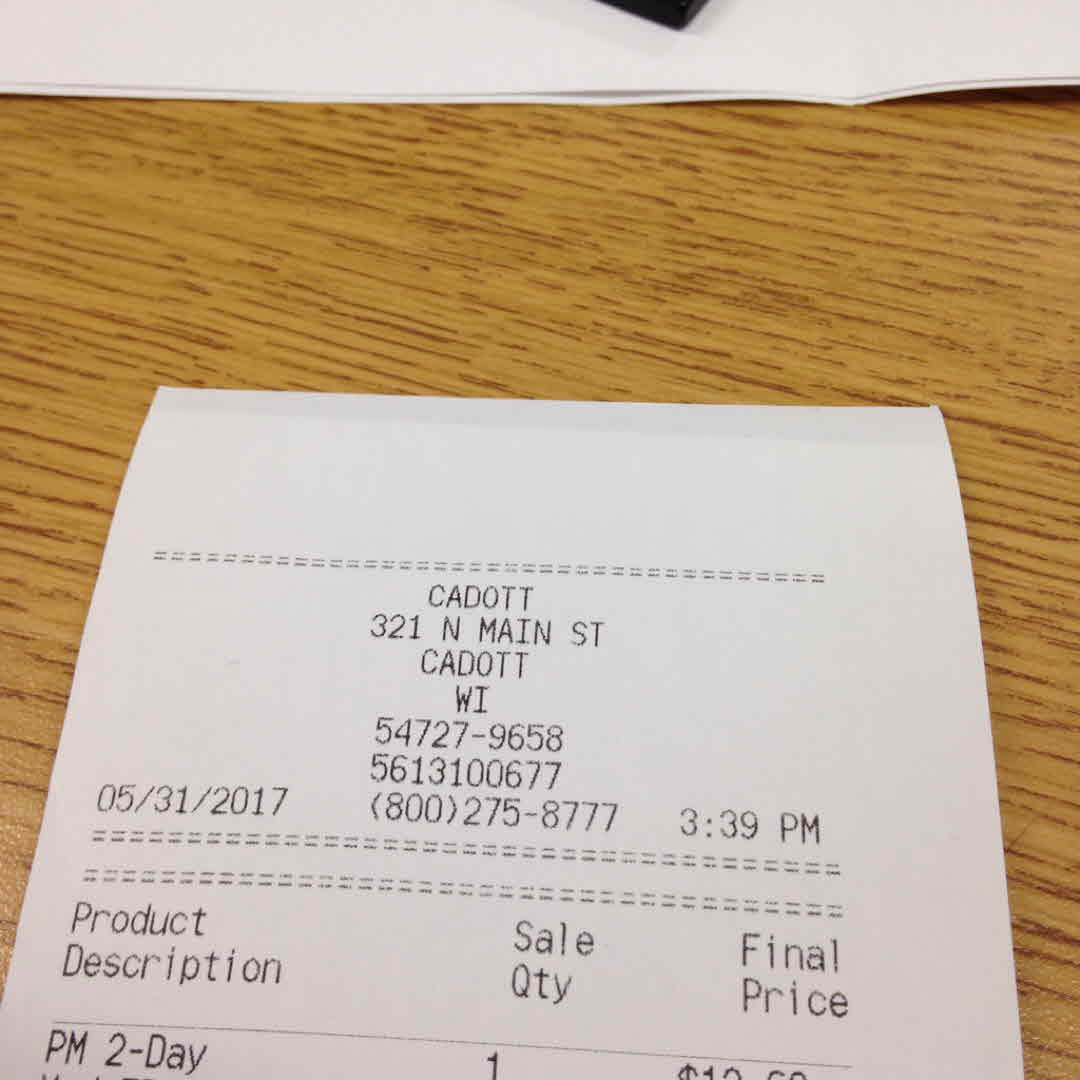 CADOTT
321 N MAIN ST
CADOTT
WI
54727-9658
5613100677
05/31/2017 (800)275-8777 3:39 PM
Product Sale Final
Description Qty Price
PM 2-Day 1